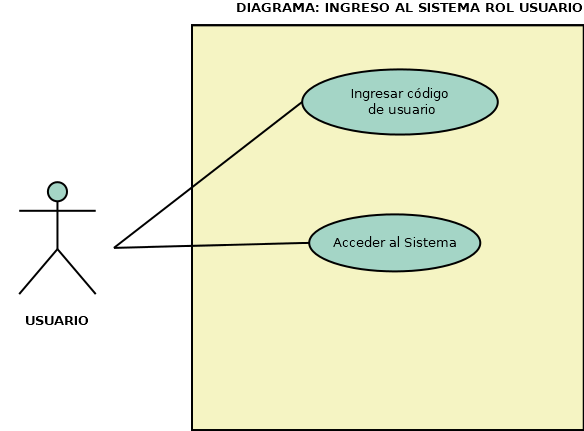 DIAGRAMA: INGRESO AL SISTEMA ROL USUARIO
Ingresar código
de usuario
Acceder al Sistema
USUARIO